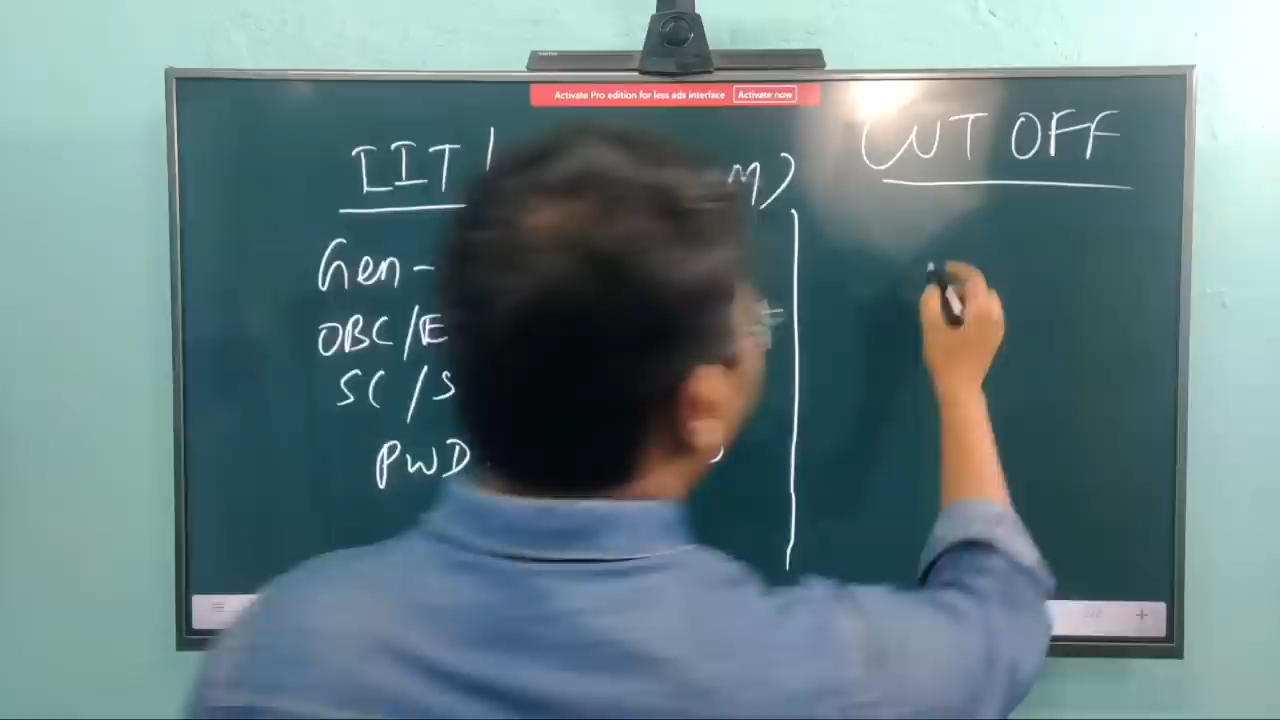 Activate Pro edition for less ads interface Activate now
CUT OFF
IIT
M)
Gen-
OBC/E
SC/S
PWD